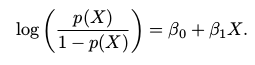 log ( p(X) / (1 − p(X)) ) = β₀ + β₁X.